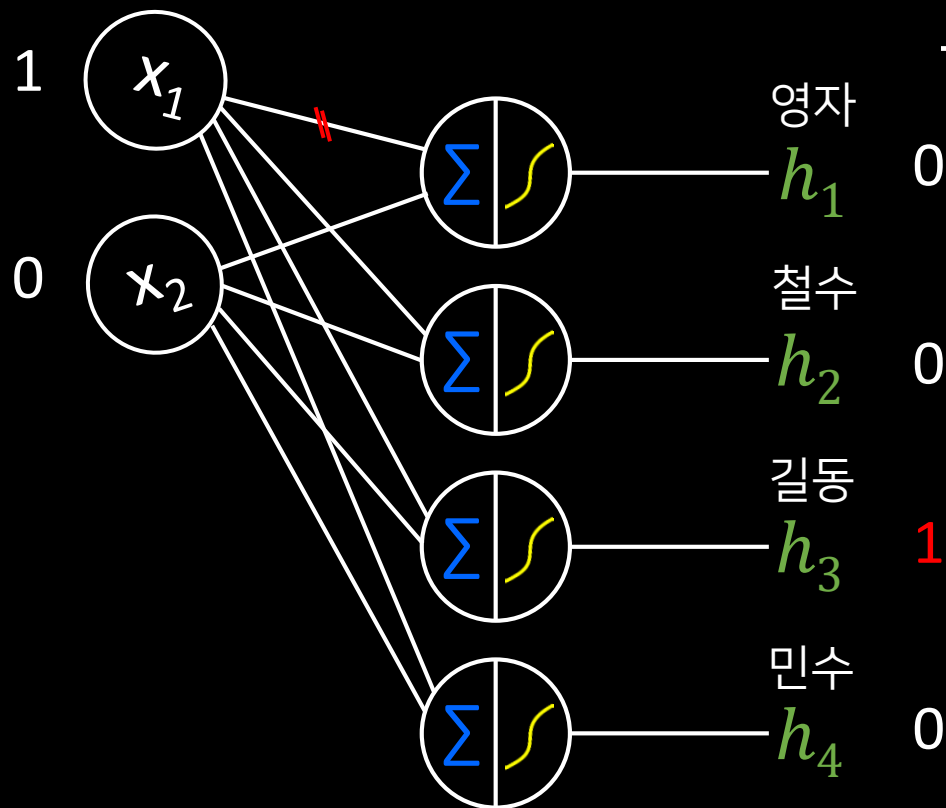 1 x₁
0 x₂
Σ 영자 h₁ 0
Σ 철수 h₂ 0
Σ 길동 h₃ 1
Σ 민수 h₄ 0